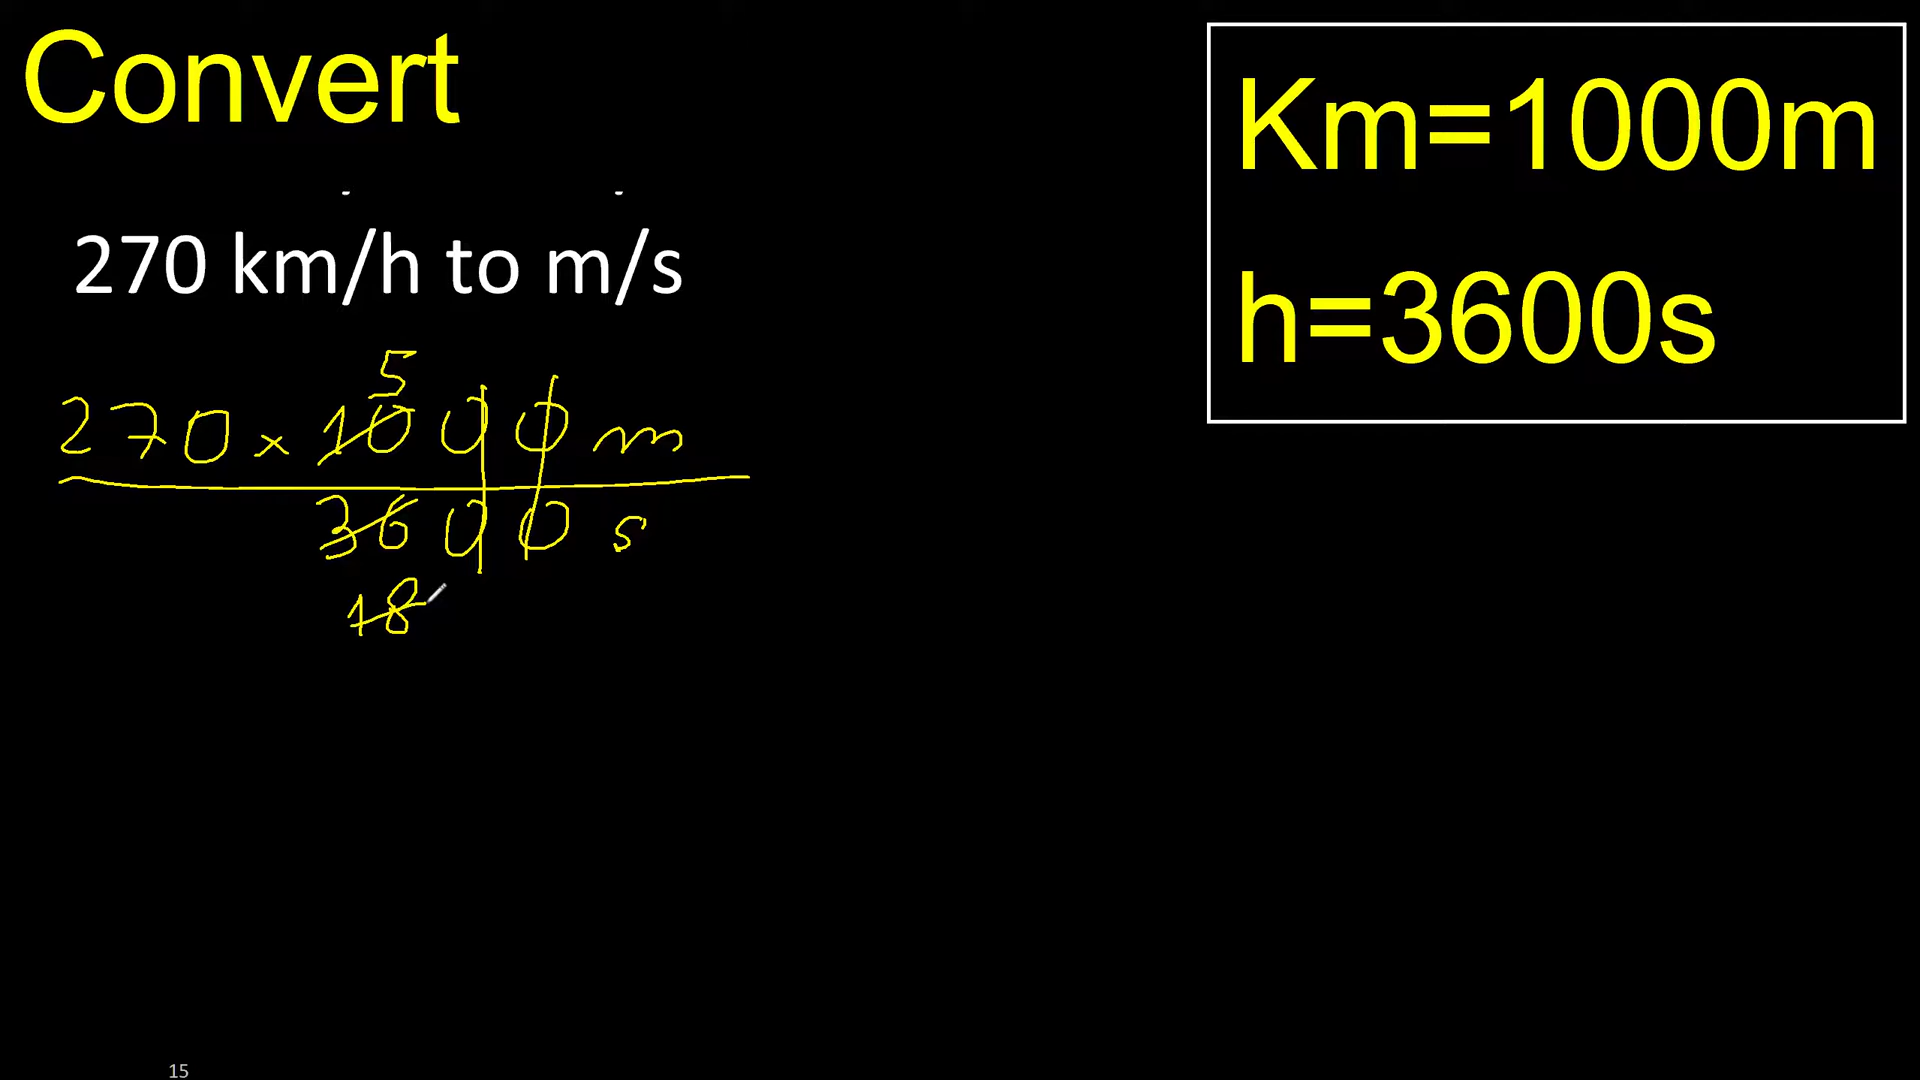 Convert
Km=1000m
h=3600s
270 km/h to m/s
5
270 × 1000 m
3600 s
18
15